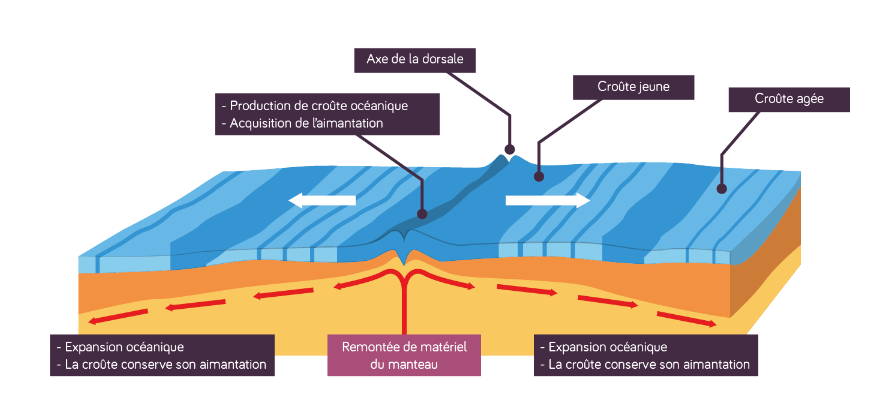 Axe de la dorsale
Croûte jeune
Croûte agée
- Production de croûte océanique
- Acquisition de l'aimantation
- Expansion océanique
- La croûte conserve son aimantation
Remontée de matériel
du manteau
- Expansion océanique
- La croûte conserve son aimantation